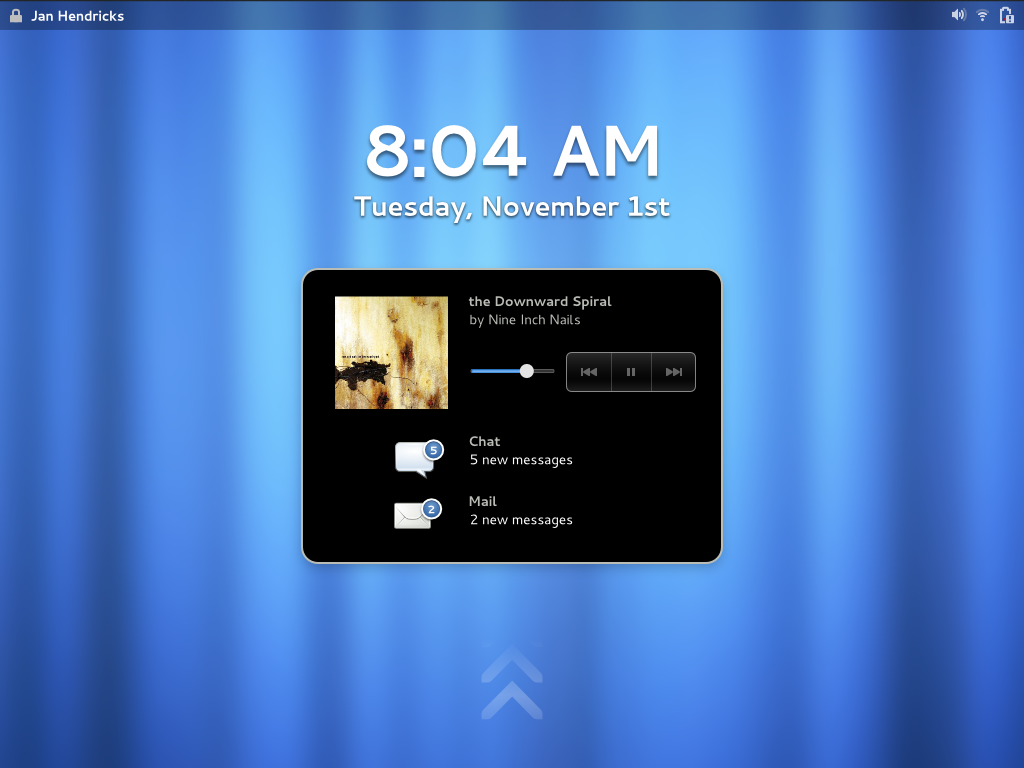 Jan Hendricks
8:04 AM
Tuesday, November 1st
the Downward Spiral
by Nine Inch Nails
Chat
5
5 new messages
Mail
2
2 new messages